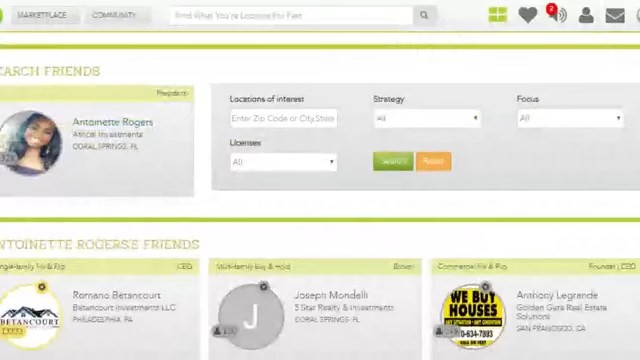 MARKETPLACE
COMMUNITY
Find What You're Looking For Fast
2
EARCH FRIENDS
President
Antoinette Rogers
CORAL SPRINGS, FL
Locations of interest
Enter Zip Code or City,State
Strategy
All
Focus
All
Licenses
All
Search
Reset
NTOINETTE ROGERS'S FRIENDS
ngle-family Fix & Flip
CEO
Romano Betancourt
Betancourt Investments LLC
PHILADELPHIA, PA
BETANCOURT
Multi-family Buy & Hold
Broker
J
Joseph Mondelli
5 Star Realty & Investments
CORAL SPRINGS, FL
Commercial Fix & Flip
Founder | CEO
Anthony Legrande
Golden Gate Real Estate
Solutions
SAN FRANCISCO, CA
WE BUY
HOUSES
0-634-7893